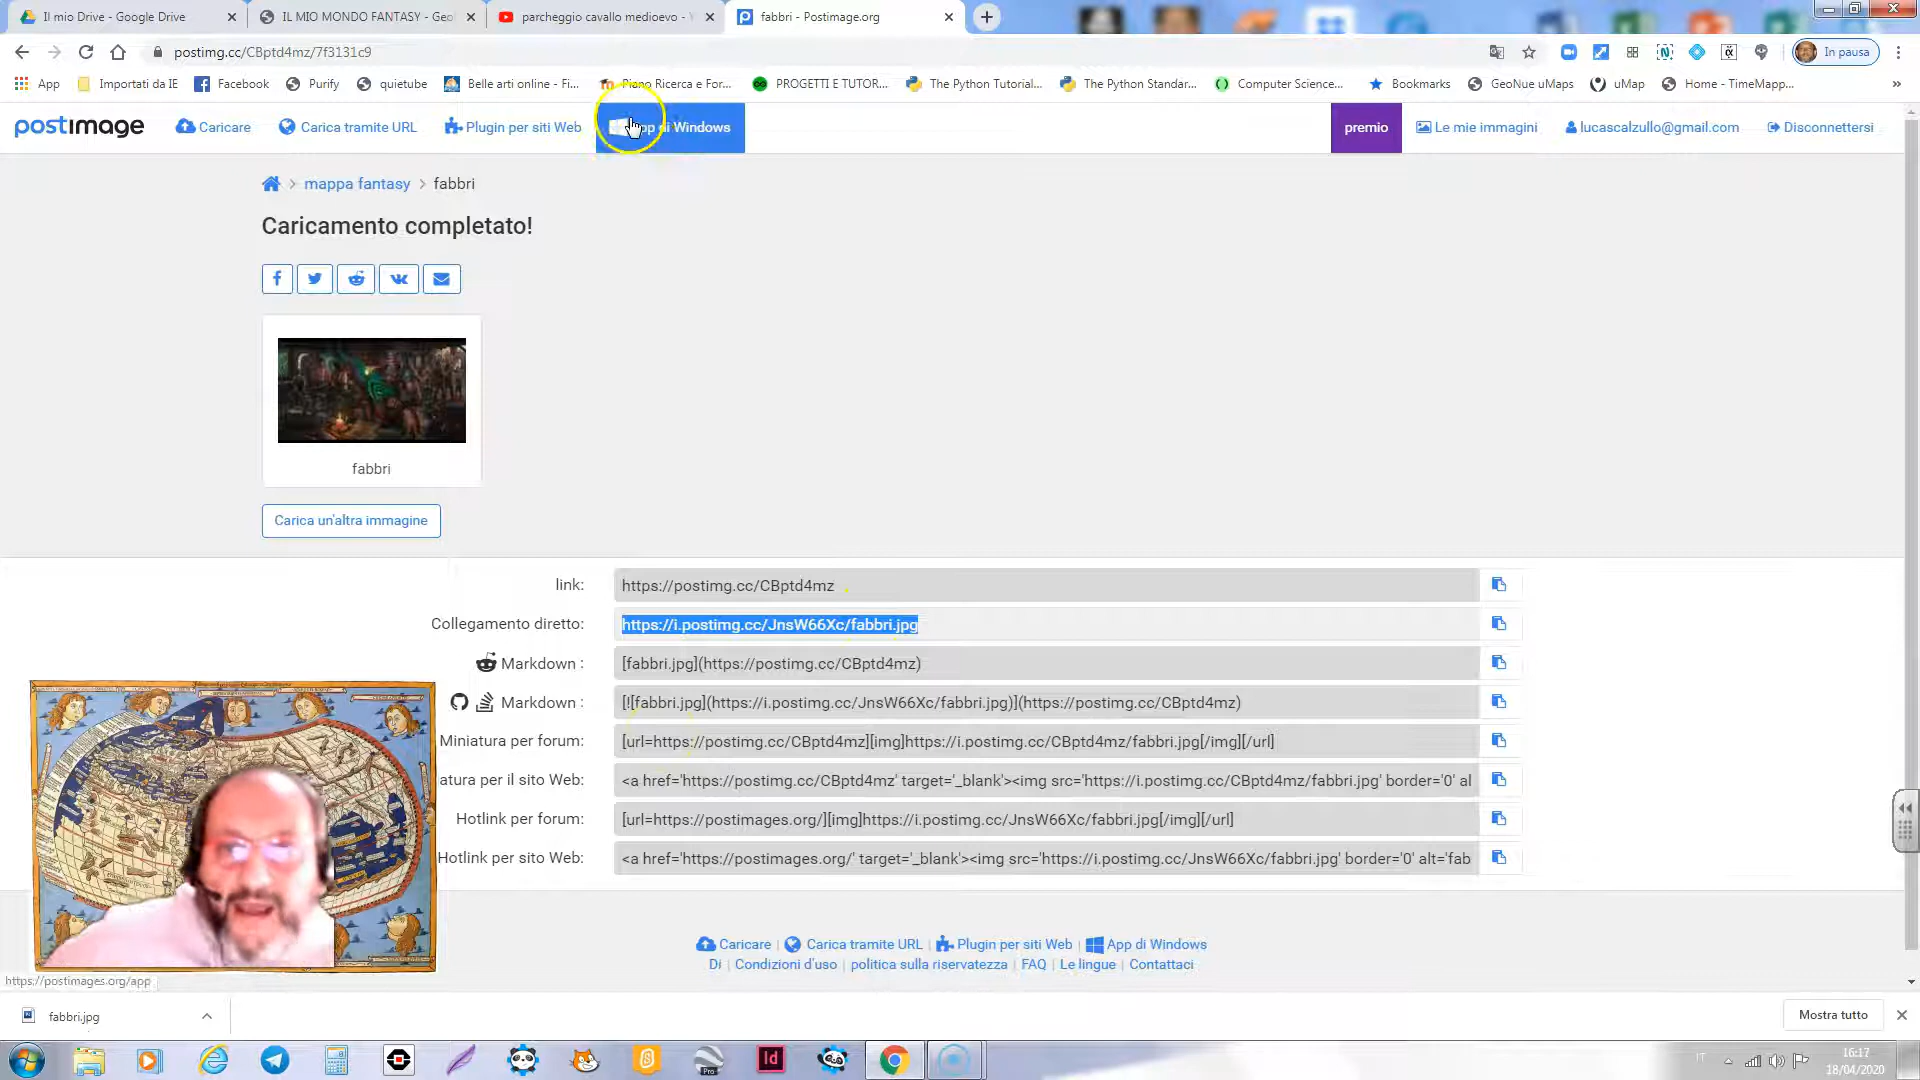 Il mio Drive - Google Drive
IL MIO MONDO FANTASY - Geo
parcheggio cavallo medioevo -
fabbri - Postimage.org
postimg.cc/CBptd4mz/7f3131c9
In pausa
App
Importati da IE
Facebook
Purify
quietube
Belle arti online - Fi...
Piano Ricerca e For...
PROGETTI E TUTOR...
The Python Tutorial...
The Python Standar...
Computer Science...
Bookmarks
GeoNue uMaps
uMap
Home - TimeMapp...
»
postimage
Caricare
Carica tramite URL
Plugin per siti Web
App di Windows
premio
Le mie immagini
lucascalzullo@gmail.com
Disconnettersi
mappa fantasy > fabbri
Caricamento completato!
fabbri
Carica un'altra immagine
link: https://postimg.cc/CBptd4mz
Collegamento diretto: https://i.postimg.cc/JnsW66Xc/fabbri.jpg
Markdown : [fabbri.jpg](https://postimg.cc/CBptd4mz)
Markdown : [![fabbri.jpg](https://i.postimg.cc/JnsW66Xc/fabbri.jpg)](https://postimg.cc/CBptd4mz)
Miniatura per forum: [url=https://postimg.cc/CBptd4mz][img]https://i.postimg.cc/CBptd4mz/fabbri.jpg[/img][/url]
atura per il sito Web: <a href='https://postimg.cc/CBptd4mz' target='_blank'><img src='https://i.postimg.cc/CBptd4mz/fabbri.jpg' border='0' al
Hotlink per forum: [url=https://postimages.org/][img]https://i.postimg.cc/JnsW66Xc/fabbri.jpg[/img][/url]
Hotlink per sito Web: <a href='https://postimages.org/' target='_blank'><img src='https://i.postimg.cc/JnsW66Xc/fabbri.jpg' border='0' alt='fab
Caricare | Carica tramite URL | Plugin per siti Web | App di Windows
Di | Condizioni d'uso | politica sulla riservatezza | FAQ | Le lingue | Contattaci
https://postimages.org/app
fabbri.jpg
Mostra tutto
Pro
Id
IT
16:17
18/04/2020